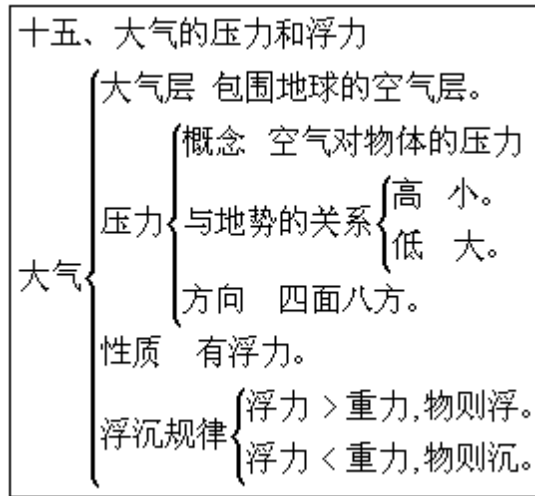 十五、大气的压力和浮力
大气层 包围地球的空气层。
概念 空气对物体的压力
高 小。
压力 与地势的关系
低 大。
大气
方向 四面八方。
性质 有浮力。
浮力 > 重力,物则浮。
浮沉规律
浮力 < 重力,物则沉。